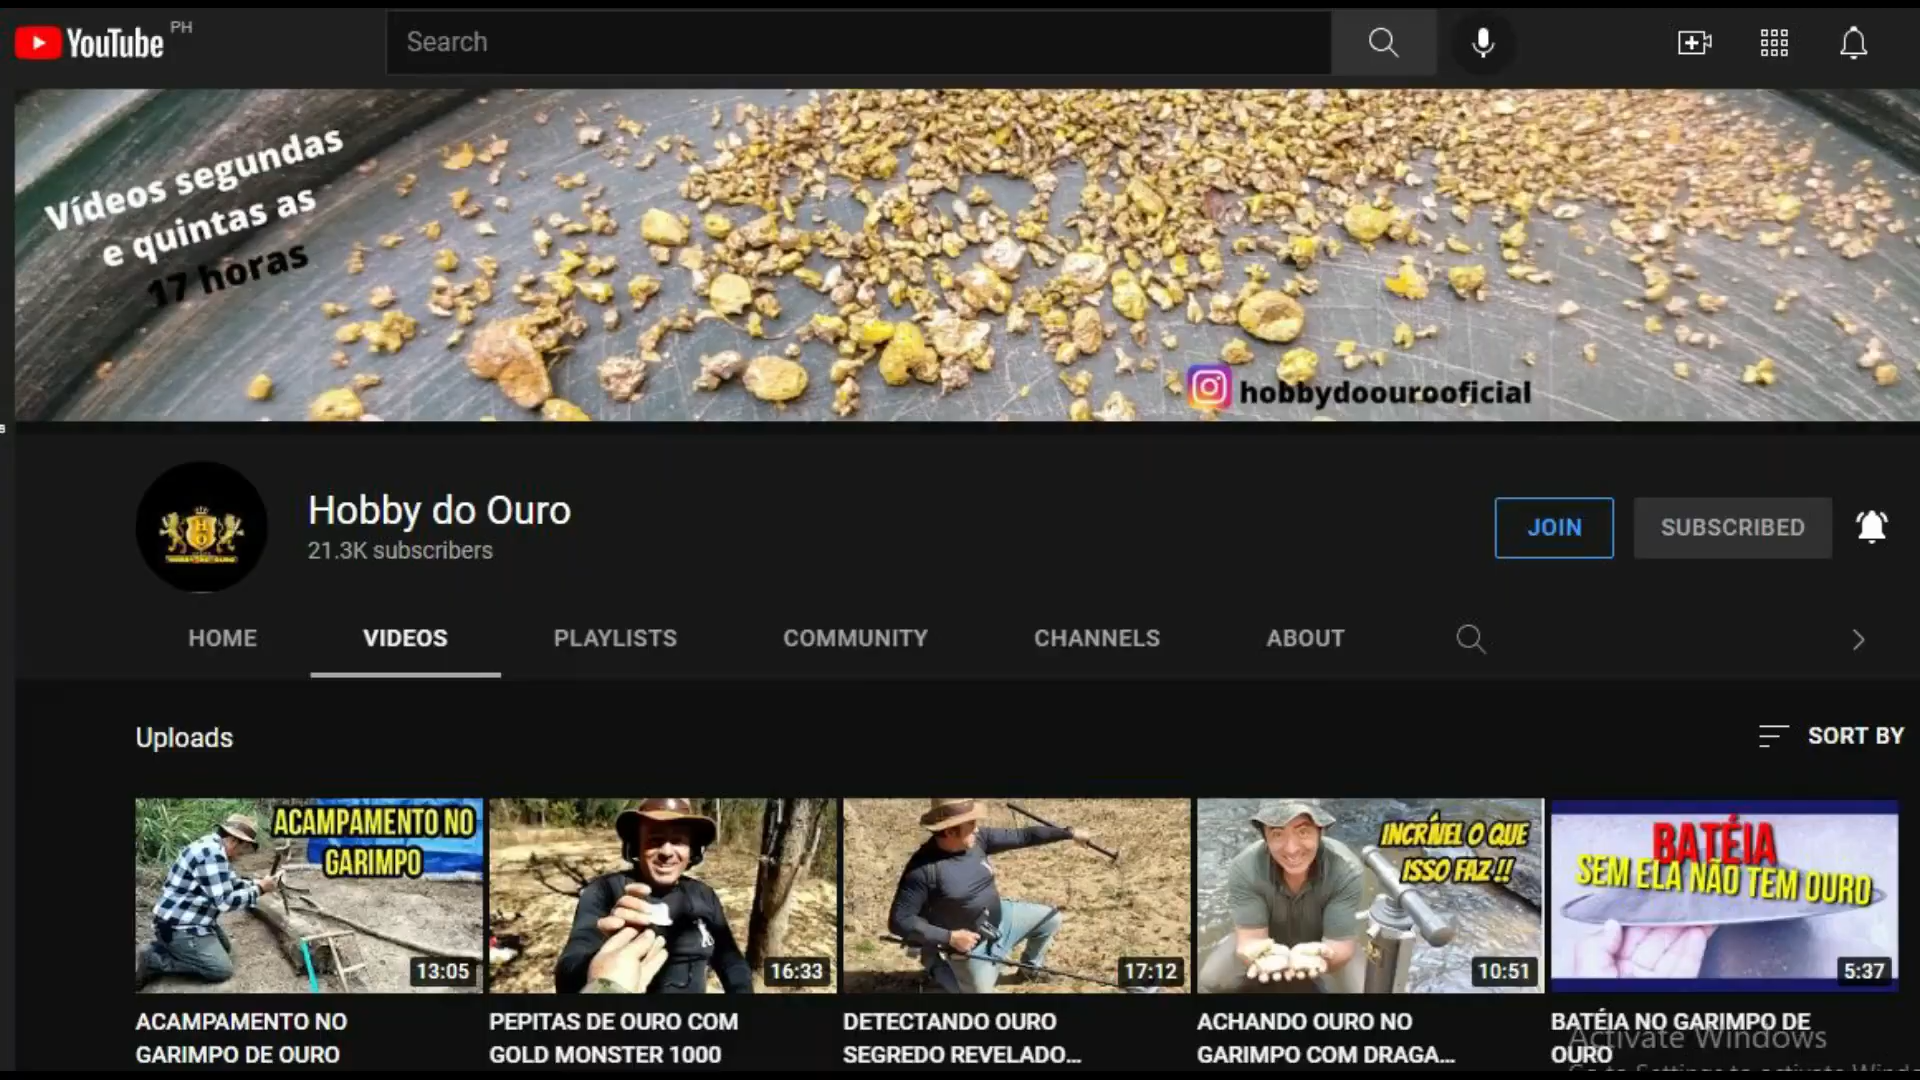 YouTube PH
Search
Vídeos segundas
e quintas as
17 horas
hobbydoourooficial
Hobby do Ouro
21.3K subscribers
JOIN
SUBSCRIBED
HOME
VIDEOS
PLAYLISTS
COMMUNITY
CHANNELS
ABOUT
Uploads
SORT BY
ACAMPAMENTO NO
GARIMPO
13:05
16:33
17:12
INCRÍVEL O QUE
ISSO FAZ !!
10:51
BATÉIA
SEM ELA NÃO TEM OURO
5:37
ACAMPAMENTO NO
GARIMPO DE OURO
PEPITAS DE OURO COM
GOLD MONSTER 1000
DETECTANDO OURO
SEGREDO REVELADO...
ACHANDO OURO NO
GARIMPO COM DRAGA...
BATÉIA NO GARIMPO DE
OURO
Activate Windows